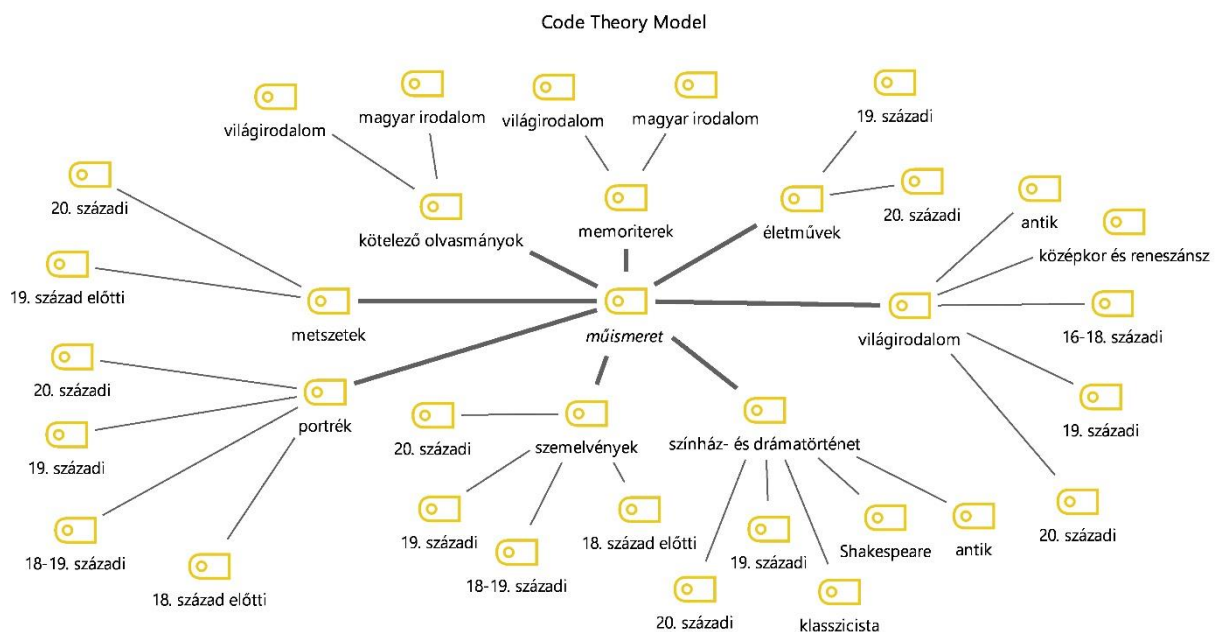 Code Theory Model
világirodalom
magyar irodalom
világirodalom
magyar irodalom
19. századi
20. századi
kötelező olvasmányok
memoriterek
életművek
20. századi
antik
középkor és reneszánsz
19. század előtti
metszetek
műismeret
világirodalom
16-18. századi
20. századi
portrék
szemelvények
színház- és drámatörténet
19. századi
20. századi
19. századi
18-19. századi
18. század előtti
19. századi
18-19. századi
18. század előtti
20. századi
19. századi
klasszicista
Shakespeare
antik
20. századi